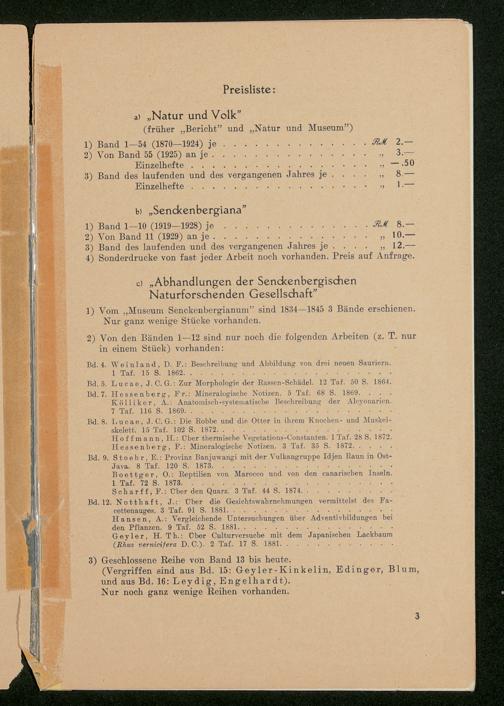 Preisliste:
a) „Natur und Volk"
(früher „Bericht" und „Natur und Museum")
1) Band 1—54 (1870—1924) je . . . . . . . . . . . . . . . RM 2.—
2) Von Band 55 (1925) an je . . . . . . . . . . . . . . . . „ 3.—
Einzelhefte . . . . . . . . . . . . . . . . . . „ —.50
3) Band des laufenden und des vergangenen Jahres je . . . . „ 8.—
Einzelhefte . . . . . . . . . . . . . . . . . . „ 1.—
b) „Senckenbergiana"
1) Band 1—10 (1919—1928) je . . . . . . . . . . . . . . . RM 8.—
2) Von Band 11 (1929) an je . . . . . . . . . . . . . . . . „ 10.—
3) Band des laufenden und des vergangenen Jahres je . . . . „ 12.—
4) Sonderdrucke von fast jeder Arbeit noch vorhanden. Preis auf Anfrage.
c) „Abhandlungen der Senckenbergischen
Naturforschenden Gesellschaft"
1) Vom „Museum Senckenbergianum" sind 1834—1845 3 Bände erschienen.
Nur ganz wenige Stücke vorhanden.
2) Von den Bänden 1—12 sind nur noch die folgenden Arbeiten (z. T. nur
in einem Stück) vorhanden:
Bd. 4. Weinland, D. F.: Beschreibung und Abbildung von drei neuen Sauriern.
1 Taf. 15 S. 1862. . . . . . . . . . . . . . . . . . .
Bd. 5. Lucae, J. C. G.: Zur Morphologie der Rassen-Schädel. 12 Taf. 50 S. 1864.
Bd. 7. Hessenberg, Fr.: Mineralogische Notizen. 5 Taf. 68 S. 1869. . . . .
Kölliker, A.: Anatomisch-systematische Beschreibung der Alcyonarien.
7 Taf. 116 S. 1869. . . . . . . . . . . . . . . . . . .
Bd. 8. Lucae, J. C. G.: Die Robbe und die Otter in ihrem Knochen- und Muskel-
skelett. 15 Taf. 102 S. 1872. . . . . . . . . . . . . . . .
Hoffmann, H.: Über thermische Vegetations-Constanten. 1 Taf. 28 S. 1872.
Hessenberg, F.: Mineralogische Notizen. 3 Taf. 35 S. 1872. . . . .
Bd. 9. Stoehr, E.: Provinz Banjuwangi mit der Vulkangruppe Idjen Raun in Ost-
Java. 8 Taf. 120 S. 1873. . . . . . . . . . . . . . . . .
Boettger, O.: Reptilien von Marocco und von den canarischen Inseln.
1 Taf. 72 S. 1873. . . . . . . . . . . . . . . . . . .
Scharff, F.: Über den Quarz. 3 Taf. 44 S. 1874. . . . . . . . .
Bd. 12. Notthaft, J.: Über die Gesichtswahrnehmungen vermittelst des Fa-
cettenauges. 3 Taf. 91 S. 1881. . . . . . . . . . . . . . .
Hansen, A.: Vergleichende Untersuchungen über Adventivbildungen bei
den Pflanzen. 9 Taf. 52 S. 1881. . . . . . . . . . . . . . .
Geyler, H. Th.: Über Culturversuche mit dem Japanischen Lackbaum
(Rhus vernicifera D. C.). 2 Taf. 17 S. 1881. . . . . . . . . . .
3) Geschlossene Reihe von Band 13 bis heute.
(Vergriffen sind aus Bd. 15: Geyler-Kinkelin, Edinger, Blum,
und aus Bd. 16: Leydig, Engelhardt).
Nur noch ganz wenige Reihen vorhanden.
3